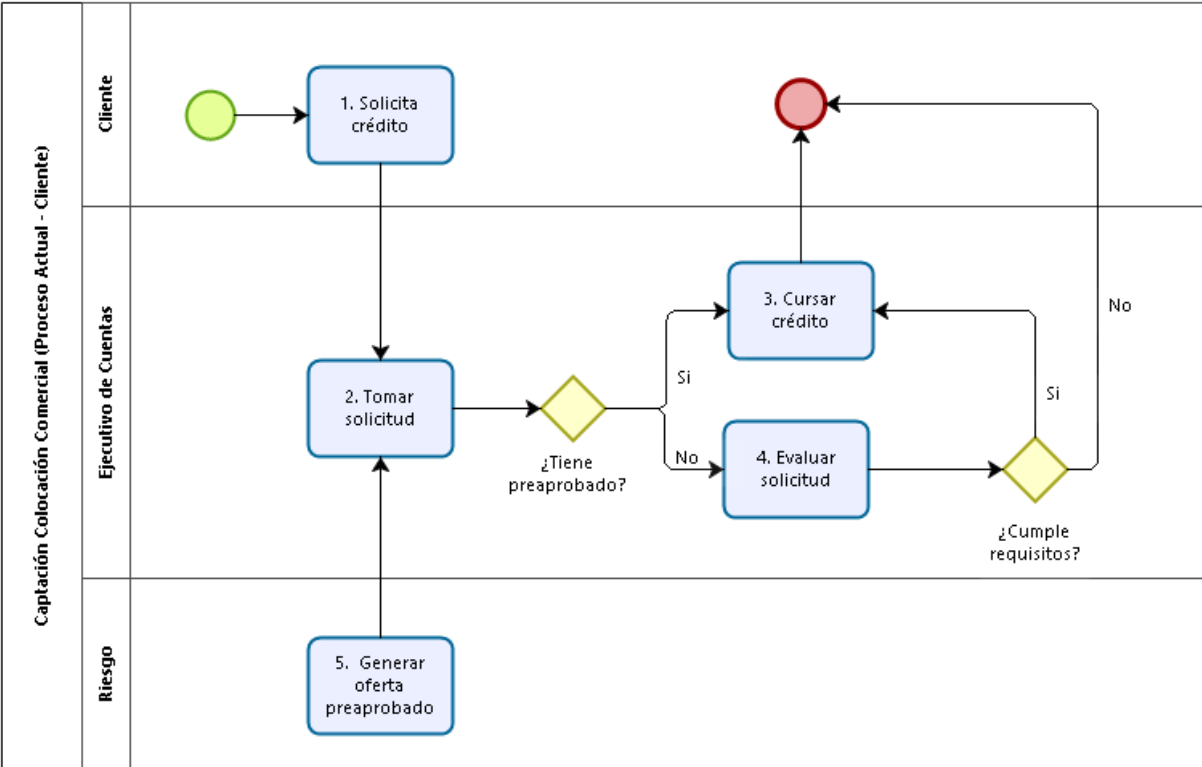 Captación Colocación Comercial (Proceso Actual - Cliente)
Cliente
1. Solicita
crédito
Ejecutivo de Cuentas
2. Tomar
solicitud
¿Tiene
preaprobado?
Si
No
3. Cursar
crédito
4. Evaluar
solicitud
¿Cumple
requisitos?
Si
No
Riesgo
5. Generar
oferta
preaprobado